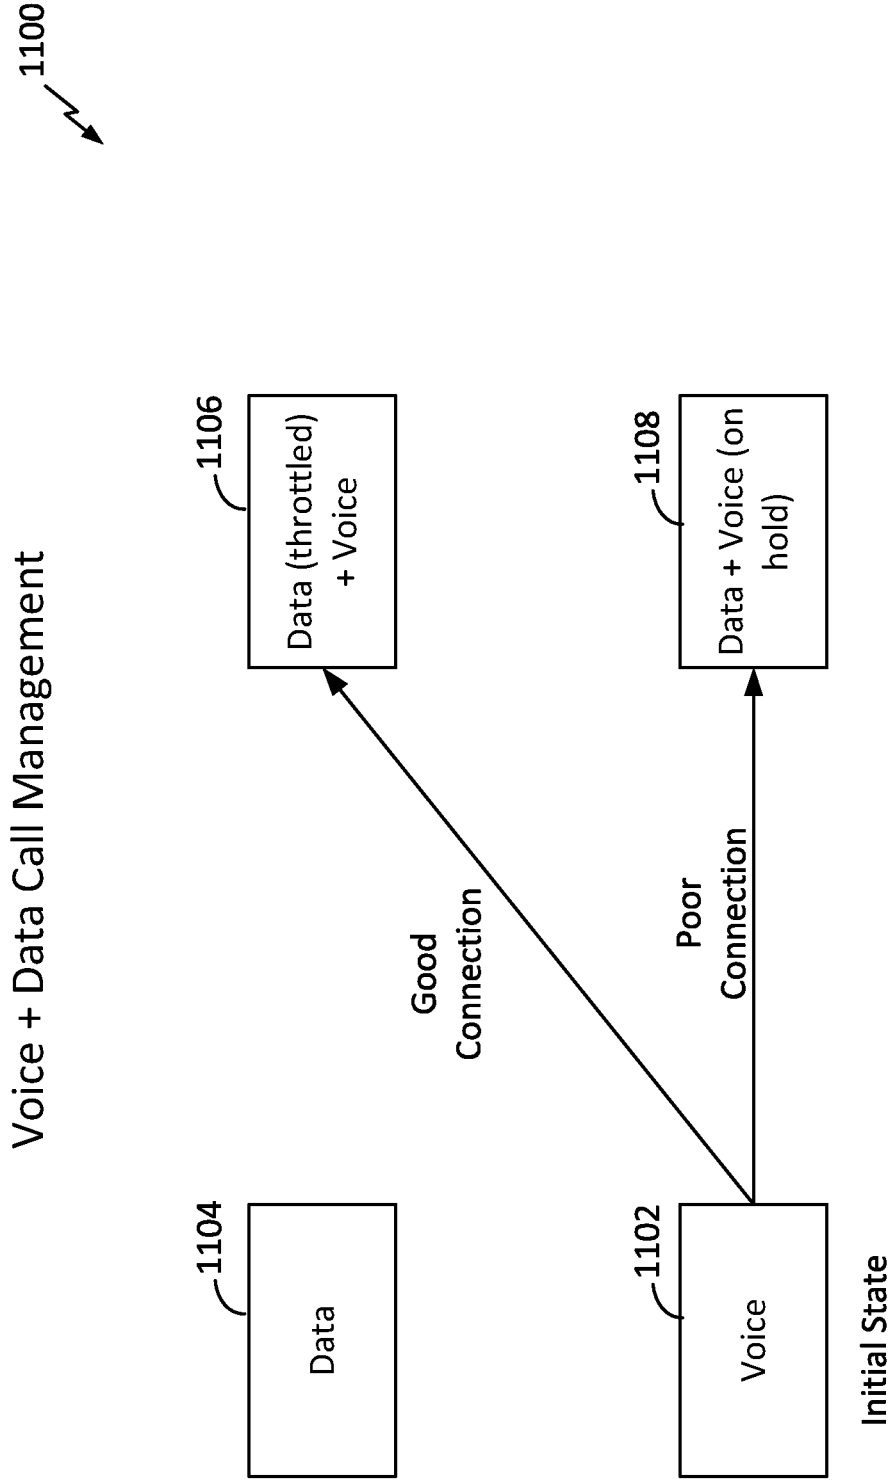 Voice + Data Call Management
1100
1104
Data
Good
Connection
1106
Data (throttled)
+ Voice
1102
Voice
Poor
Connection
1108
Data + Voice (on
hold)
Initial State